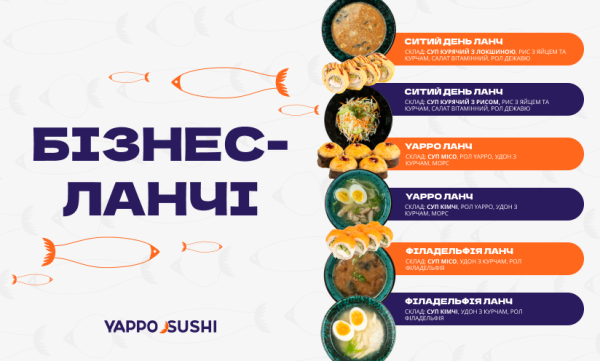 БІЗНЕС-
ЛАНЧІ
YAPPO SUSHI
СИТИЙ ДЕНЬ ЛАНЧ
СКЛАД: СУП КУРЯЧИЙ З ЛОКШИНОЮ, РИС З ЯЙЦЕМ ТА
КУРЧАМ, САЛАТ ВІТАМІННИЙ, РОЛ ДЕЖАВЮ
СИТИЙ ДЕНЬ ЛАНЧ
СКЛАД: СУП КУРЯЧИЙ З РИСОМ, РИС З ЯЙЦЕМ ТА
КУРЧАМ, САЛАТ ВІТАМІННИЙ, РОЛ ДЕЖАВЮ
YAPPO ЛАНЧ
СКЛАД: СУП МІСО, РОЛ YAPPO, УДОН З
КУРЧАМ, МОРС
YAPPO ЛАНЧ
СКЛАД: СУП КІМЧІ, РОЛ YAPPO, УДОН З
КУРЧАМ, МОРС
ФІЛАДЕЛЬФІЯ ЛАНЧ
СКЛАД: СУП МІСО, УДОН З КУРЧАМ, РОЛ
ФІЛАДЕЛЬФІЯ
ФІЛАДЕЛЬФІЯ ЛАНЧ
СКЛАД: СУП КІМЧІ, УДОН З КУРЧАМ, РОЛ
ФІЛАДЕЛЬФІЯ